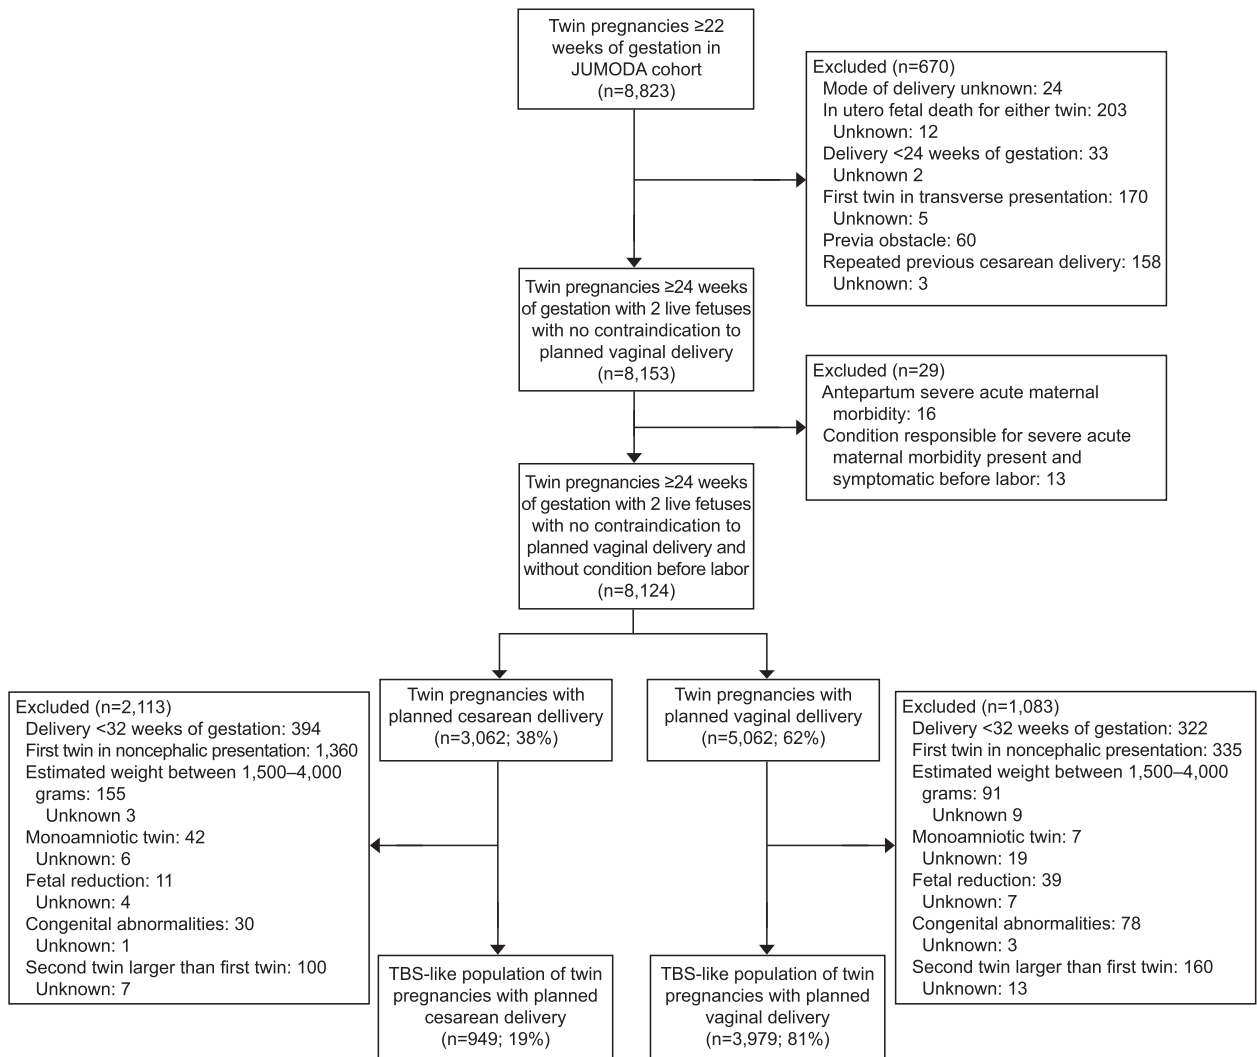 Twin pregnancies ≥22
weeks of gestation in
JUMODA cohort
(n=8,823)
Excluded (n=670)
Mode of delivery unknown: 24
In utero fetal death for either twin: 203
Unknown: 12
Delivery <24 weeks of gestation: 33
Unknown 2
First twin in transverse presentation: 170
Unknown: 5
Previa obstacle: 60
Repeated previous cesarean delivery: 158
Unknown: 3
Twin pregnancies ≥24 weeks
of gestation with 2 live fetuses
with no contraindication to
planned vaginal delivery
(n=8,153)
Excluded (n=29)
Antepartum severe acute maternal
morbidity: 16
Condition responsible for severe acute
maternal morbidity present and
symptomatic before labor: 13
Twin pregnancies ≥24 weeks
of gestation with 2 live fetuses
with no contraindication to
planned vaginal delivery and
without condition before labor
(n=8,124)
Twin pregnancies with
planned cesarean dellivery
(n=3,062; 38%)
Twin pregnancies with
planned vaginal dellivery
(n=5,062; 62%)
Excluded (n=2,113)
Delivery <32 weeks of gestation: 394
First twin in noncephalic presentation: 1,360
Estimated weight between 1,500–4,000
grams: 155
Unknown 3
Monoamniotic twin: 42
Unknown: 6
Fetal reduction: 11
Unknown: 4
Congenital abnormalities: 30
Unknown: 1
Second twin larger than first twin: 100
Unknown: 7
Excluded (n=1,083)
Delivery <32 weeks of gestation: 322
First twin in noncephalic presentation: 335
Estimated weight between 1,500–4,000
grams: 91
Unknown 9
Monoamniotic twin: 7
Unknown: 19
Fetal reduction: 39
Unknown: 7
Congenital abnormalities: 78
Unknown: 3
Second twin larger than first twin: 160
Unknown: 13
TBS-like population of twin
pregnancies with planned
cesarean delivery
(n=949; 19%)
TBS-like population of twin
pregnancies with planned
vaginal delivery
(n=3,979; 81%)